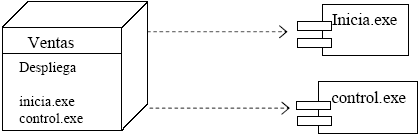 Ventas
Despliega
inicia.exe
control.exe
Inicia.exe
control.exe